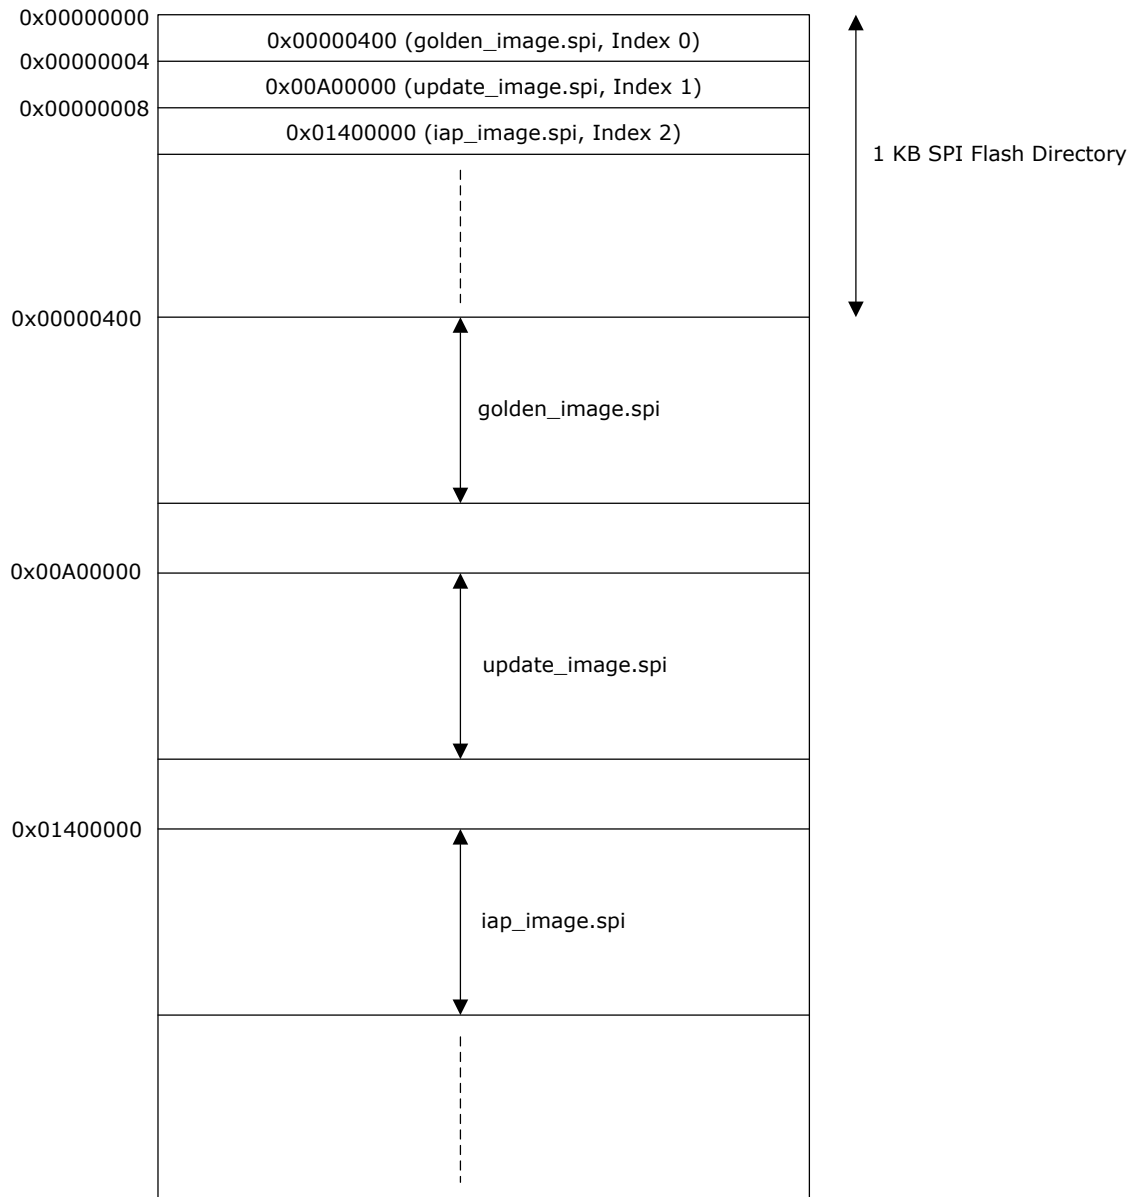 0x00000000
0x00000400 (golden_image.spi, Index 0)
0x00000004
0x00A00000 (update_image.spi, Index 1)
0x00000008
0x01400000 (iap_image.spi, Index 2)
1 KB SPI Flash Directory
0x00000400
golden_image.spi
0x00A00000
update_image.spi
0x01400000
iap_image.spi